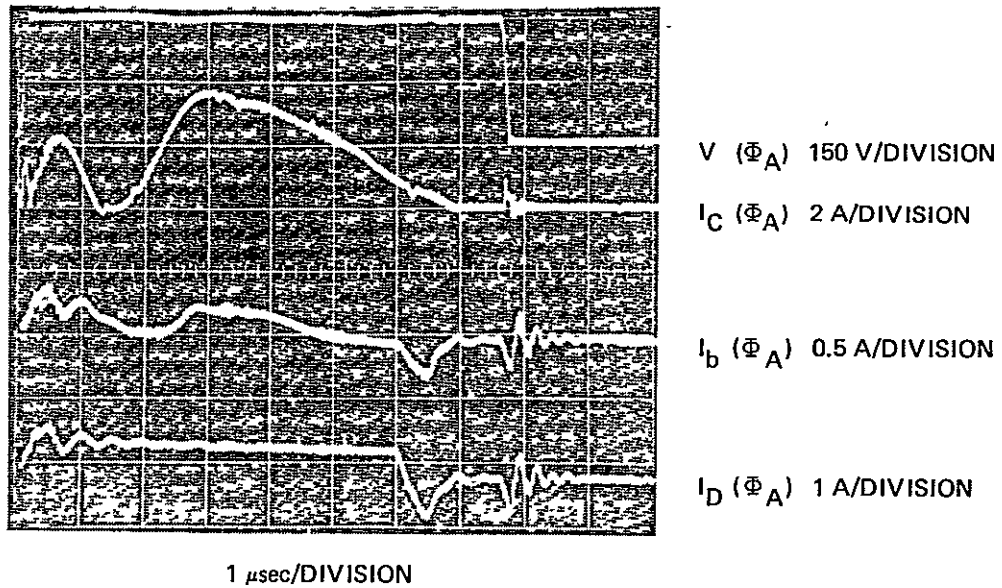 V (Φ_A) 150 V/DIVISION
I_C (Φ_A) 2 A/DIVISION
I_b (Φ_A) 0.5 A/DIVISION
I_D (Φ_A) 1 A/DIVISION
1 μsec/DIVISION